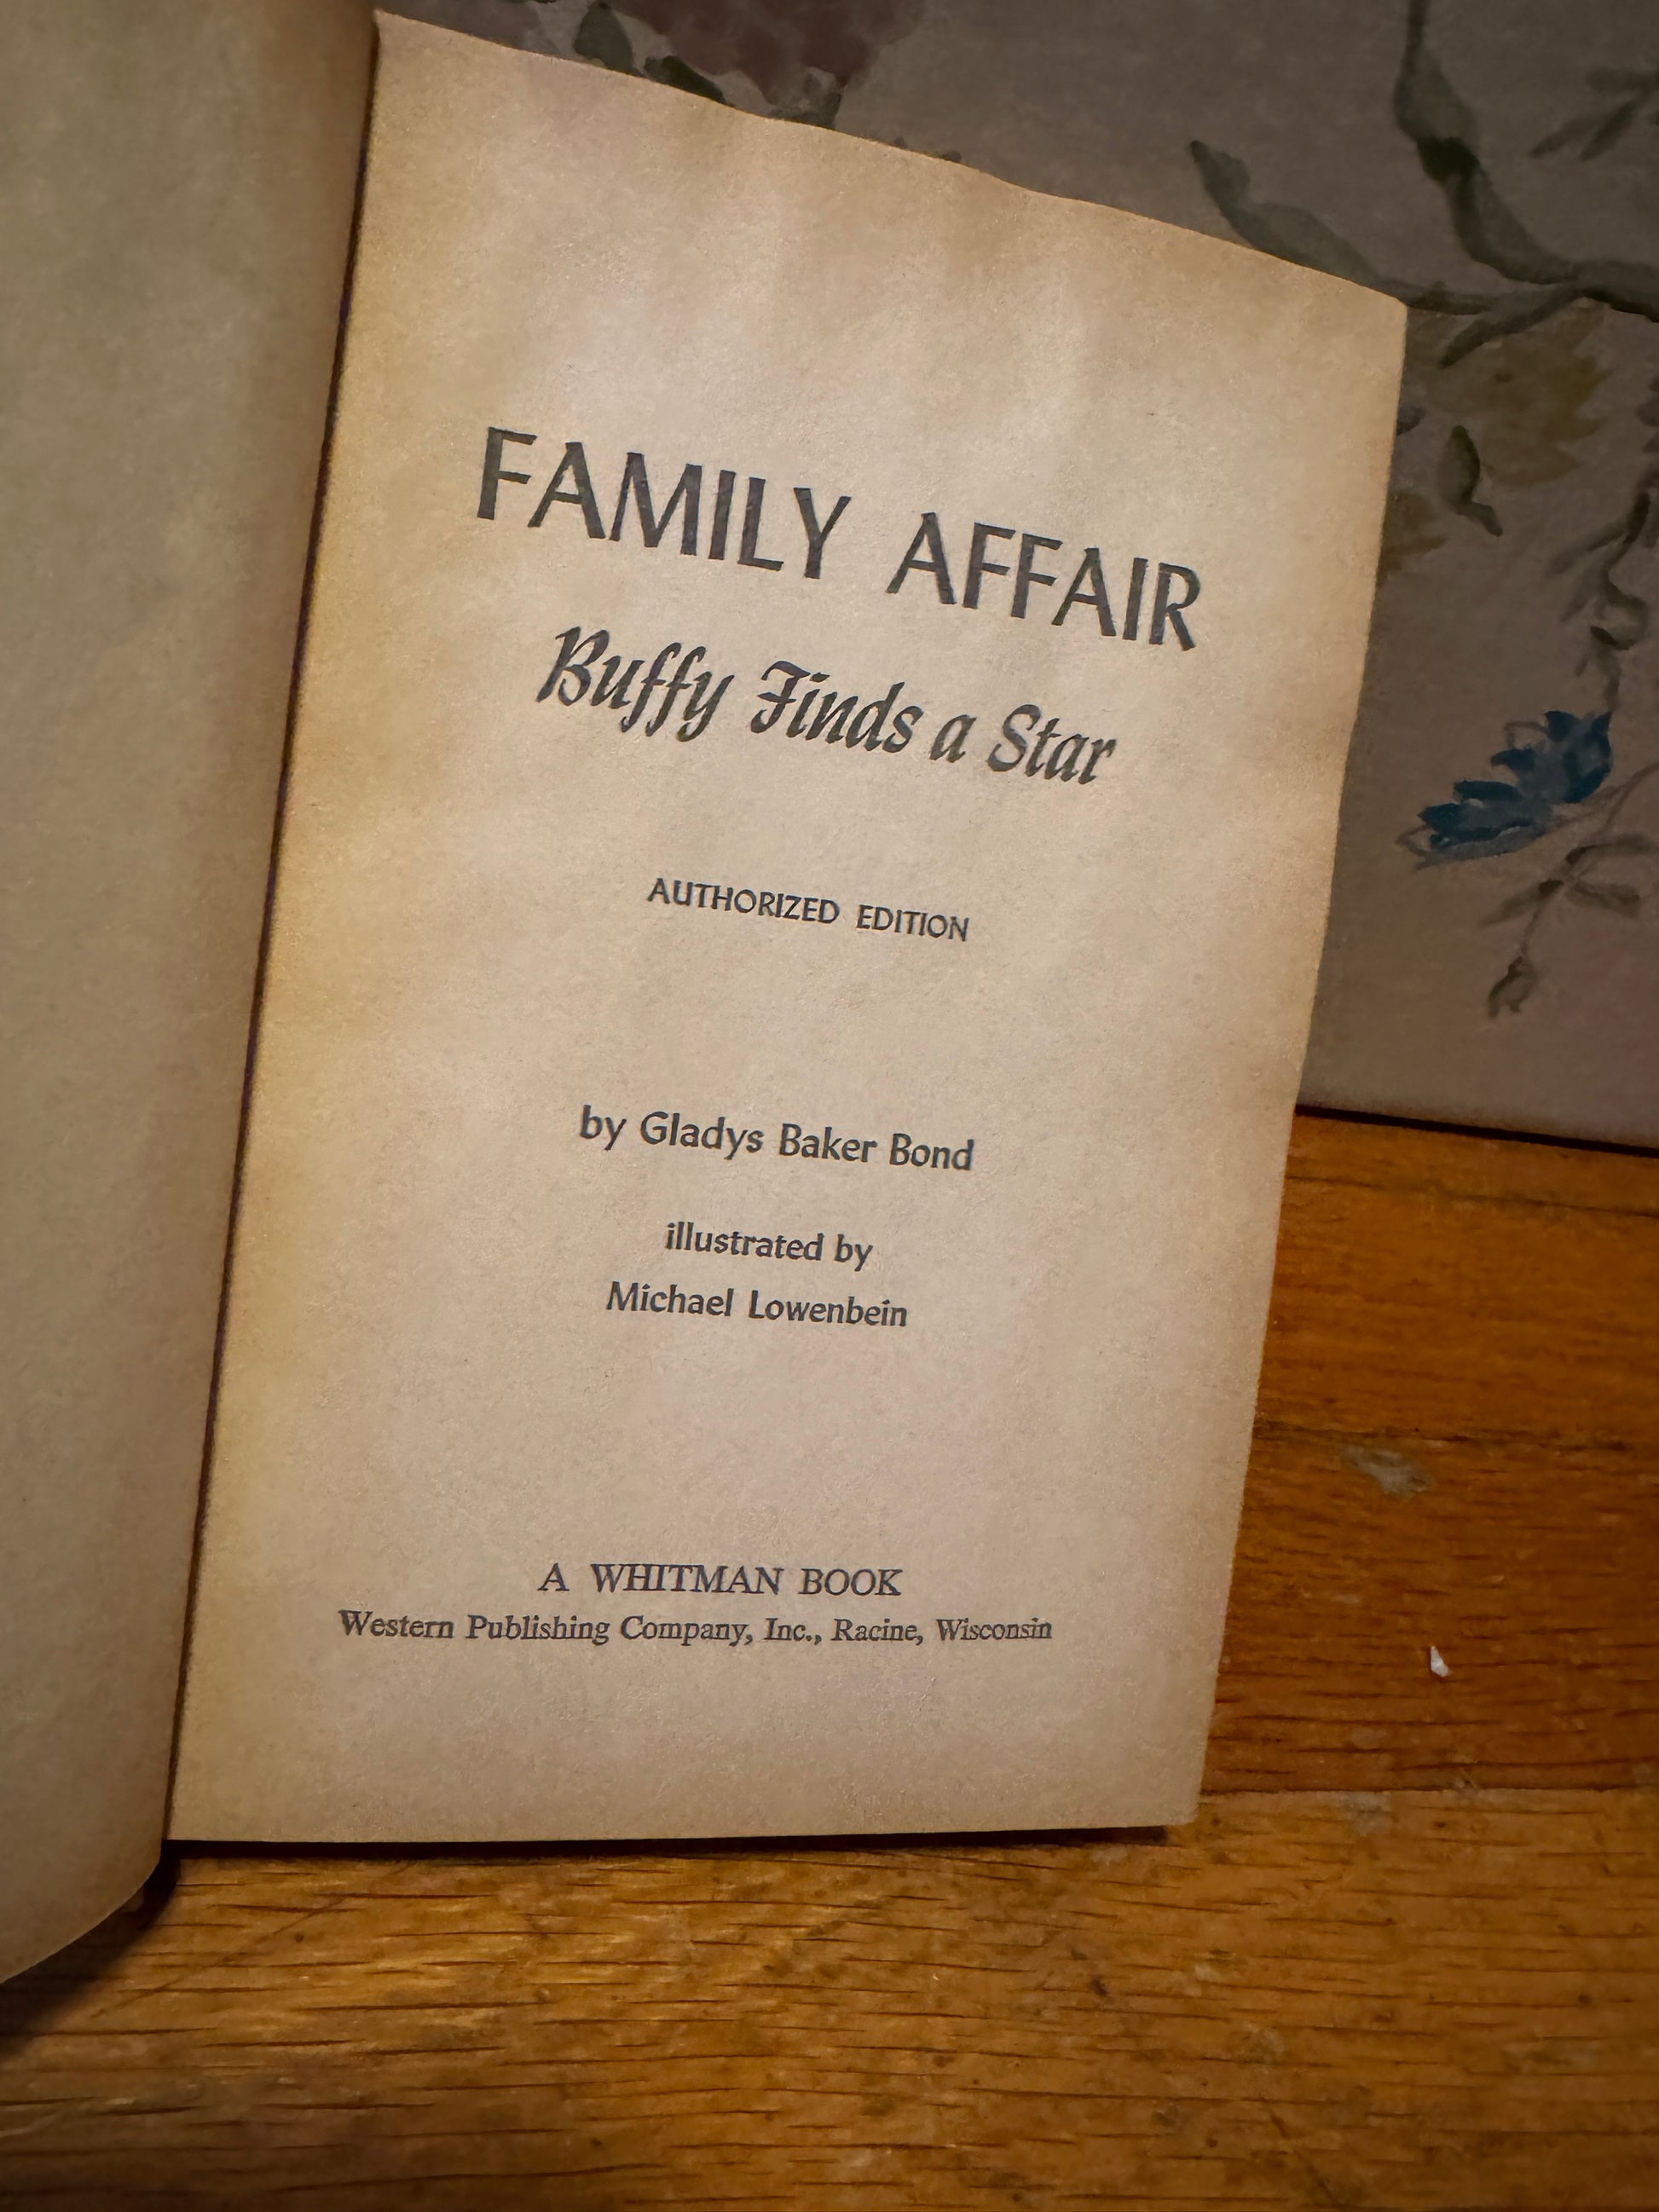 FAMILY AFFAIR
Buffy Finds a Star
AUTHORIZED EDITION
by Gladys Baker Bond
illustrated by
Michael Lowenbein
A WHITMAN BOOK
Western Publishing Company, Inc., Racine, Wisconsin